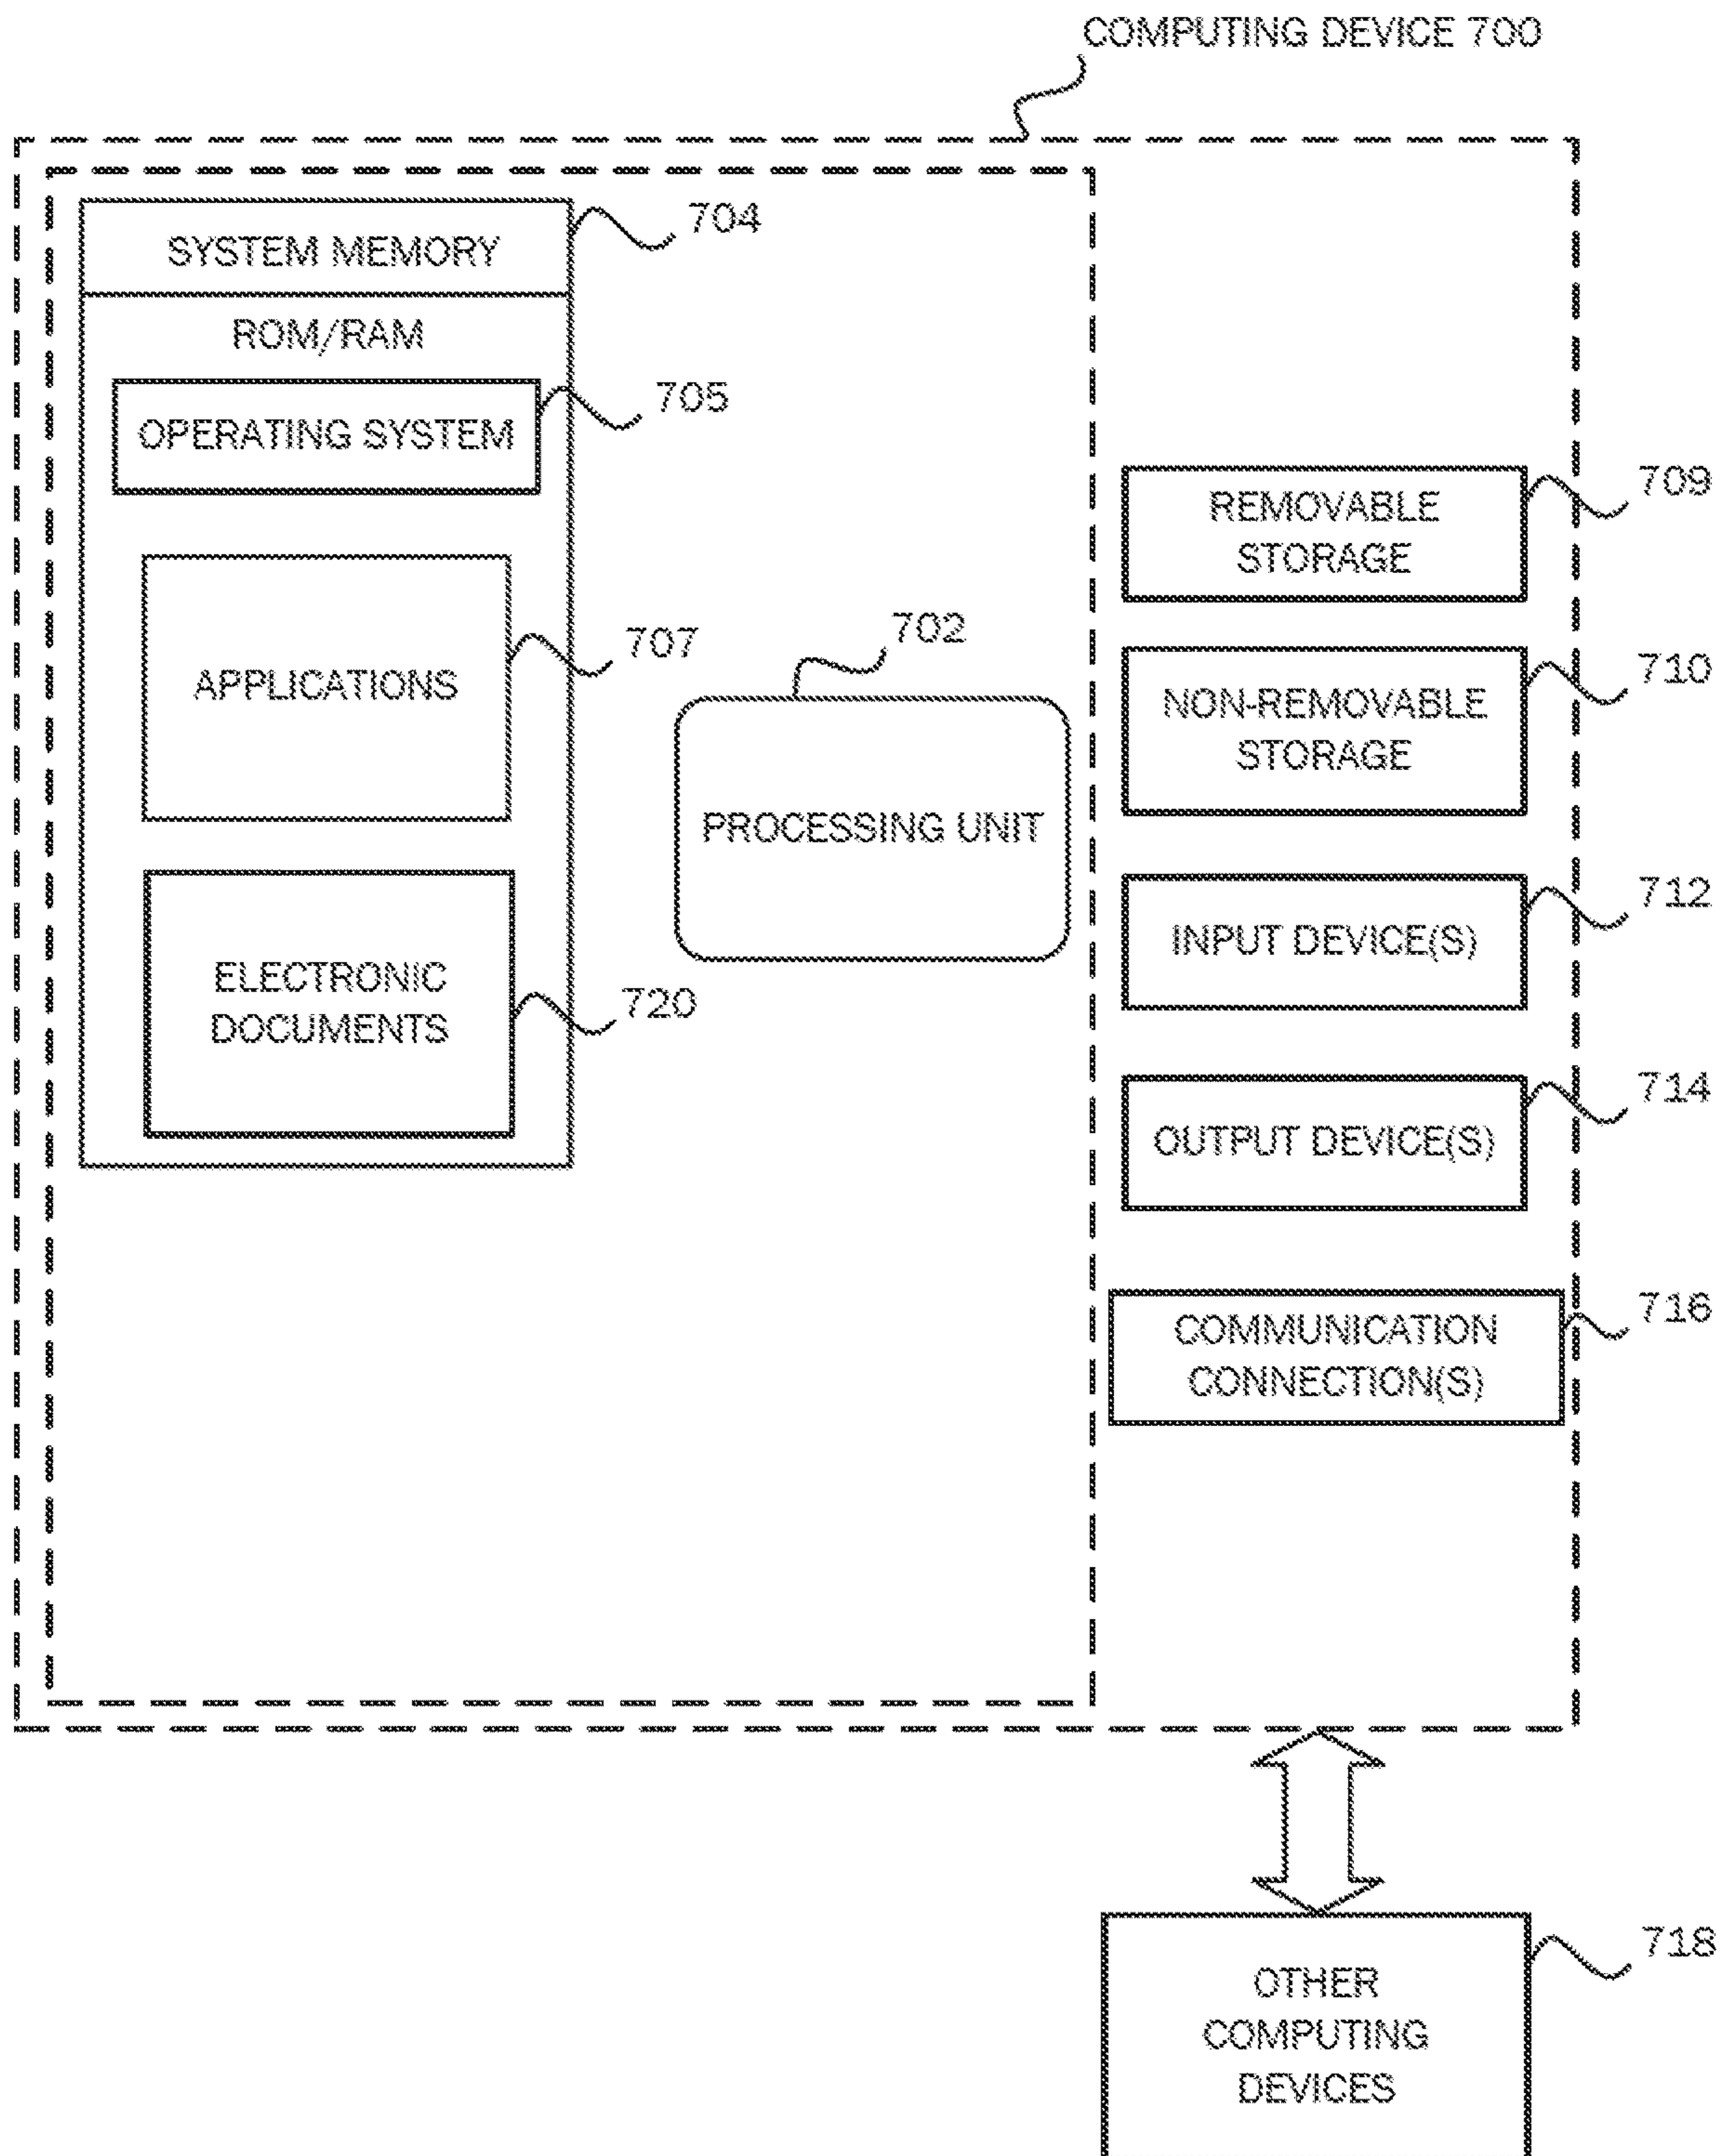 COMPUTING DEVICE 700
SYSTEM MEMORY
704
ROM/RAM
OPERATING SYSTEM
705
APPLICATIONS
707
ELECTRONIC
DOCUMENTS
720
702
PROCESSING UNIT
REMOVABLE
STORAGE
709
NON-REMOVABLE
STORAGE
710
INPUT DEVICE(S)
712
OUTPUT DEVICE(S)
714
COMMUNICATION
CONNECTION(S)
716
OTHER
COMPUTING
DEVICES
718